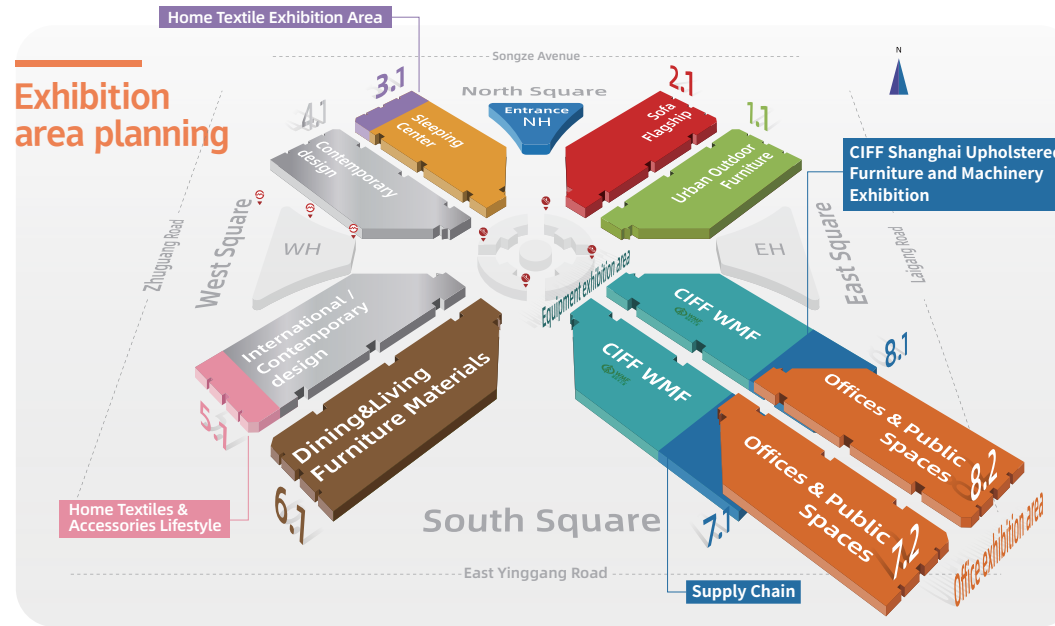 Home Textile Exhibition Area
Songze Avenue
N
Exhibition
area planning
3.1
2.1
North Square
Entrance
NH
4.1
1.1
Sleeping
Center
Sofa
Flagship
Contemporary
design
Urban Outdoor
Furniture
CIFF Shanghai Upholstered
Furniture and Machinery
Exhibition
Zhuguang Road
West Square
WH
EH
East Square
Laigang Road
Equipment exhibition area
International /
Contemporary
design
CIFF WMF
8.1
CIFF WMF
Dining&Living
Furniture Materials
Offices & Public
Spaces
8.2
5.1
Offices & Public
Spaces
7.2
6.1
7.1
Home Textiles &
Accessories Lifestyle
South Square
Office exhibition area
East Yinggang Road
Supply Chain